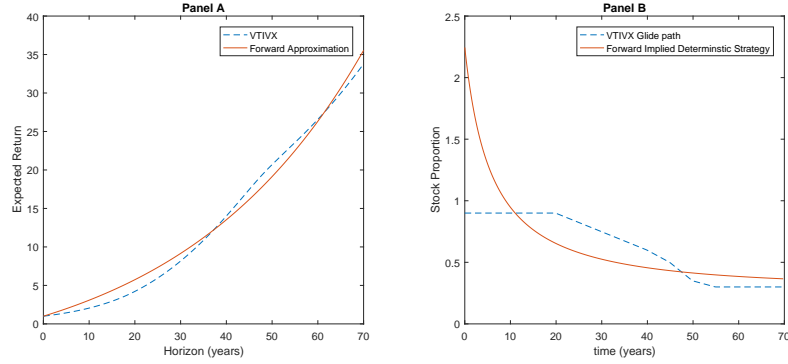 Panel A
VTIVX
Forward Approximation
Expected Return
40
35
30
25
20
15
10
5
0
0 10 20 30 40 50 60 70
Horizon (years)
Panel B
VTIVX Glide path
Forward Implied Determinstic Strategy
Stock Proportion
2.5
2
1.5
1
0.5
0
0 10 20 30 40 50 60 70
time (years)